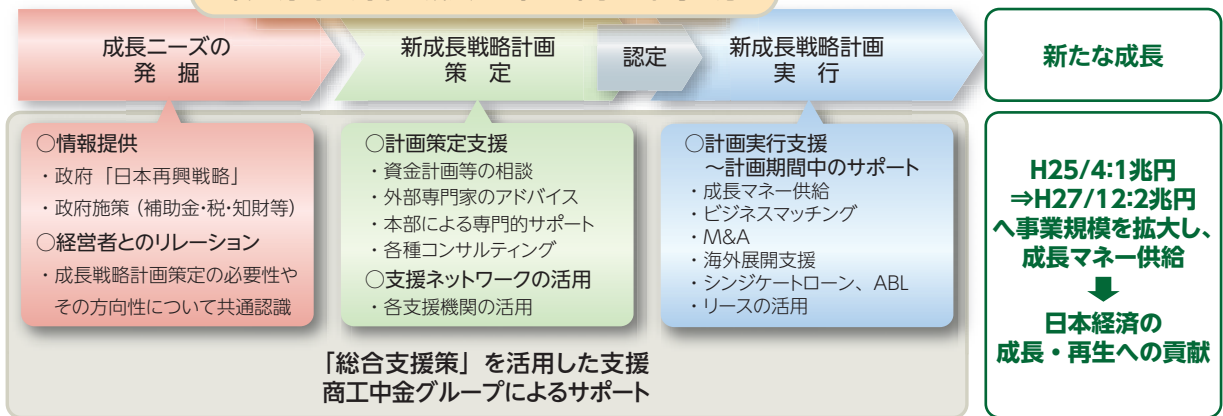 成長ニーズの
発 掘
新成長戦略計画
策 定
認定
新成長戦略計画
実 行
新たな成長
○情報提供
・政府「日本再興戦略」
・政府施策（補助金・税・知財等）
○経営者とのリレーション
・成長戦略計画策定の必要性や
その方向性について共通認識
○計画策定支援
・資金計画等の相談
・外部専門家のアドバイス
・本部による専門的サポート
・各種コンサルティング
○支援ネットワークの活用
・各支援機関の活用
○計画実行支援
～計画期間中のサポート
・成長マネー供給
・ビジネスマッチング
・M&A
・海外展開支援
・シンジケートローン、ABL
・リースの活用
「総合支援策」を活用した支援
商工中金グループによるサポート
H25/4:1兆円
⇒H27/12:2兆円
へ事業規模を拡大し、
成長マネー供給
日本経済の
成長・再生への貢献